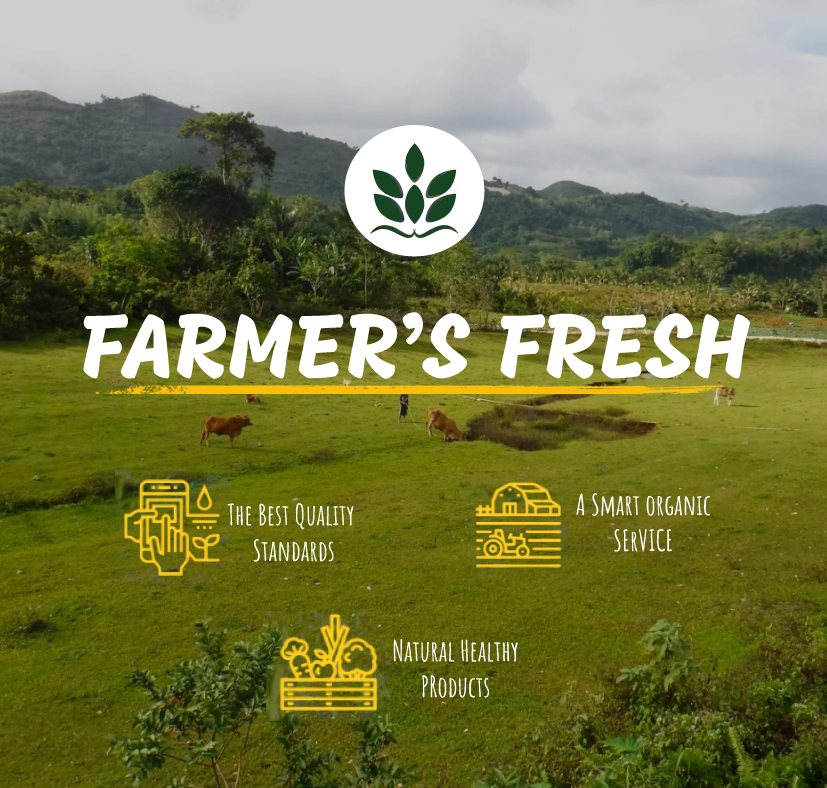 FARMER'S FRESH
The Best Quality
Standards
A Smart organic
SerVICE
Natural Healthy
PRoducts